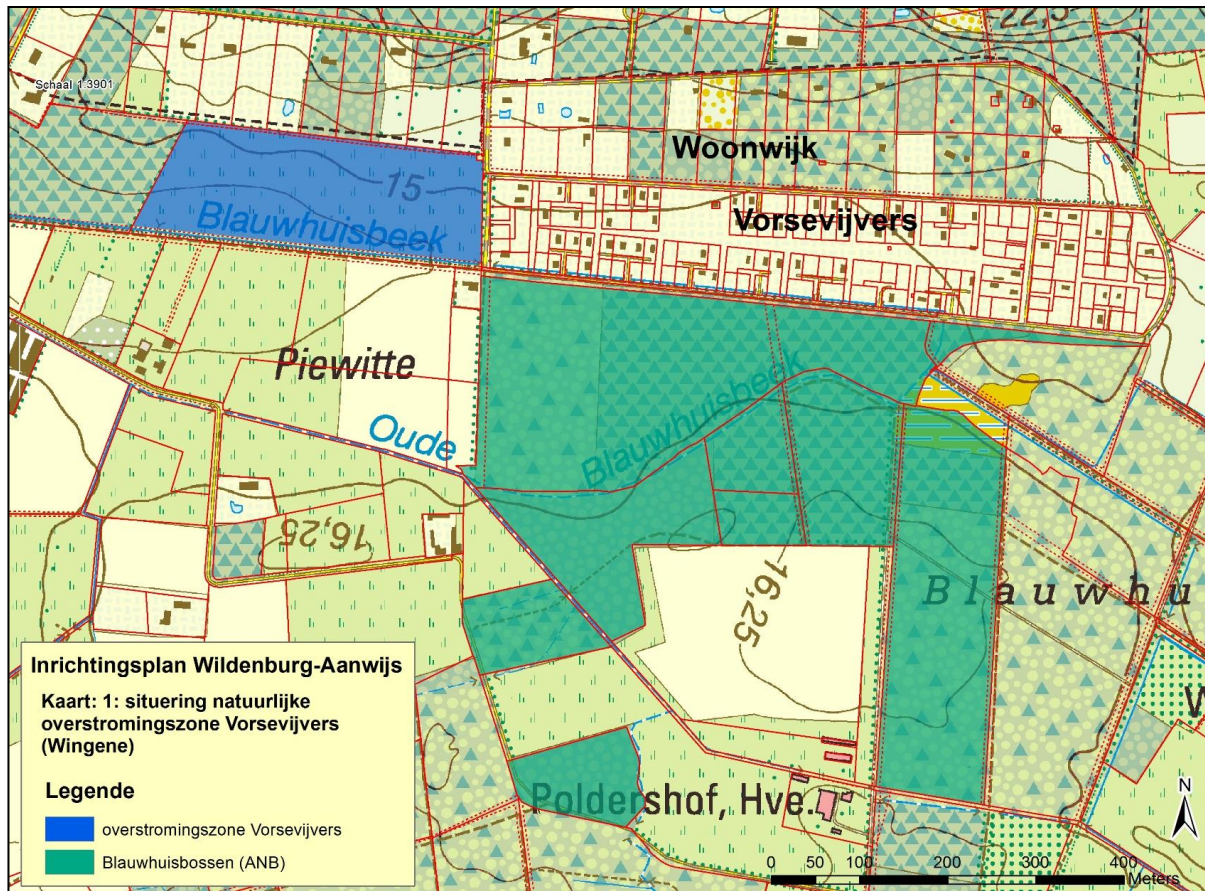 22,5
Schaal 1:3901
Woonwijk
15
Blauwhuisbeek
Vorsevijvers
Piewitte
Oude
Blauwhuisbeek
16,25
16,25
Blauwhu
W
Poldershof, Hve.
Inrichtingsplan Wildenburg-Aanwijs
Kaart: 1: situering natuurlijke
overstromingszone Vorsevijvers
(Wingene)
Legende
overstromingszone Vorsevijvers
Blauwhuisbossen (ANB)
N
0 50 100 200 300 400
Meters